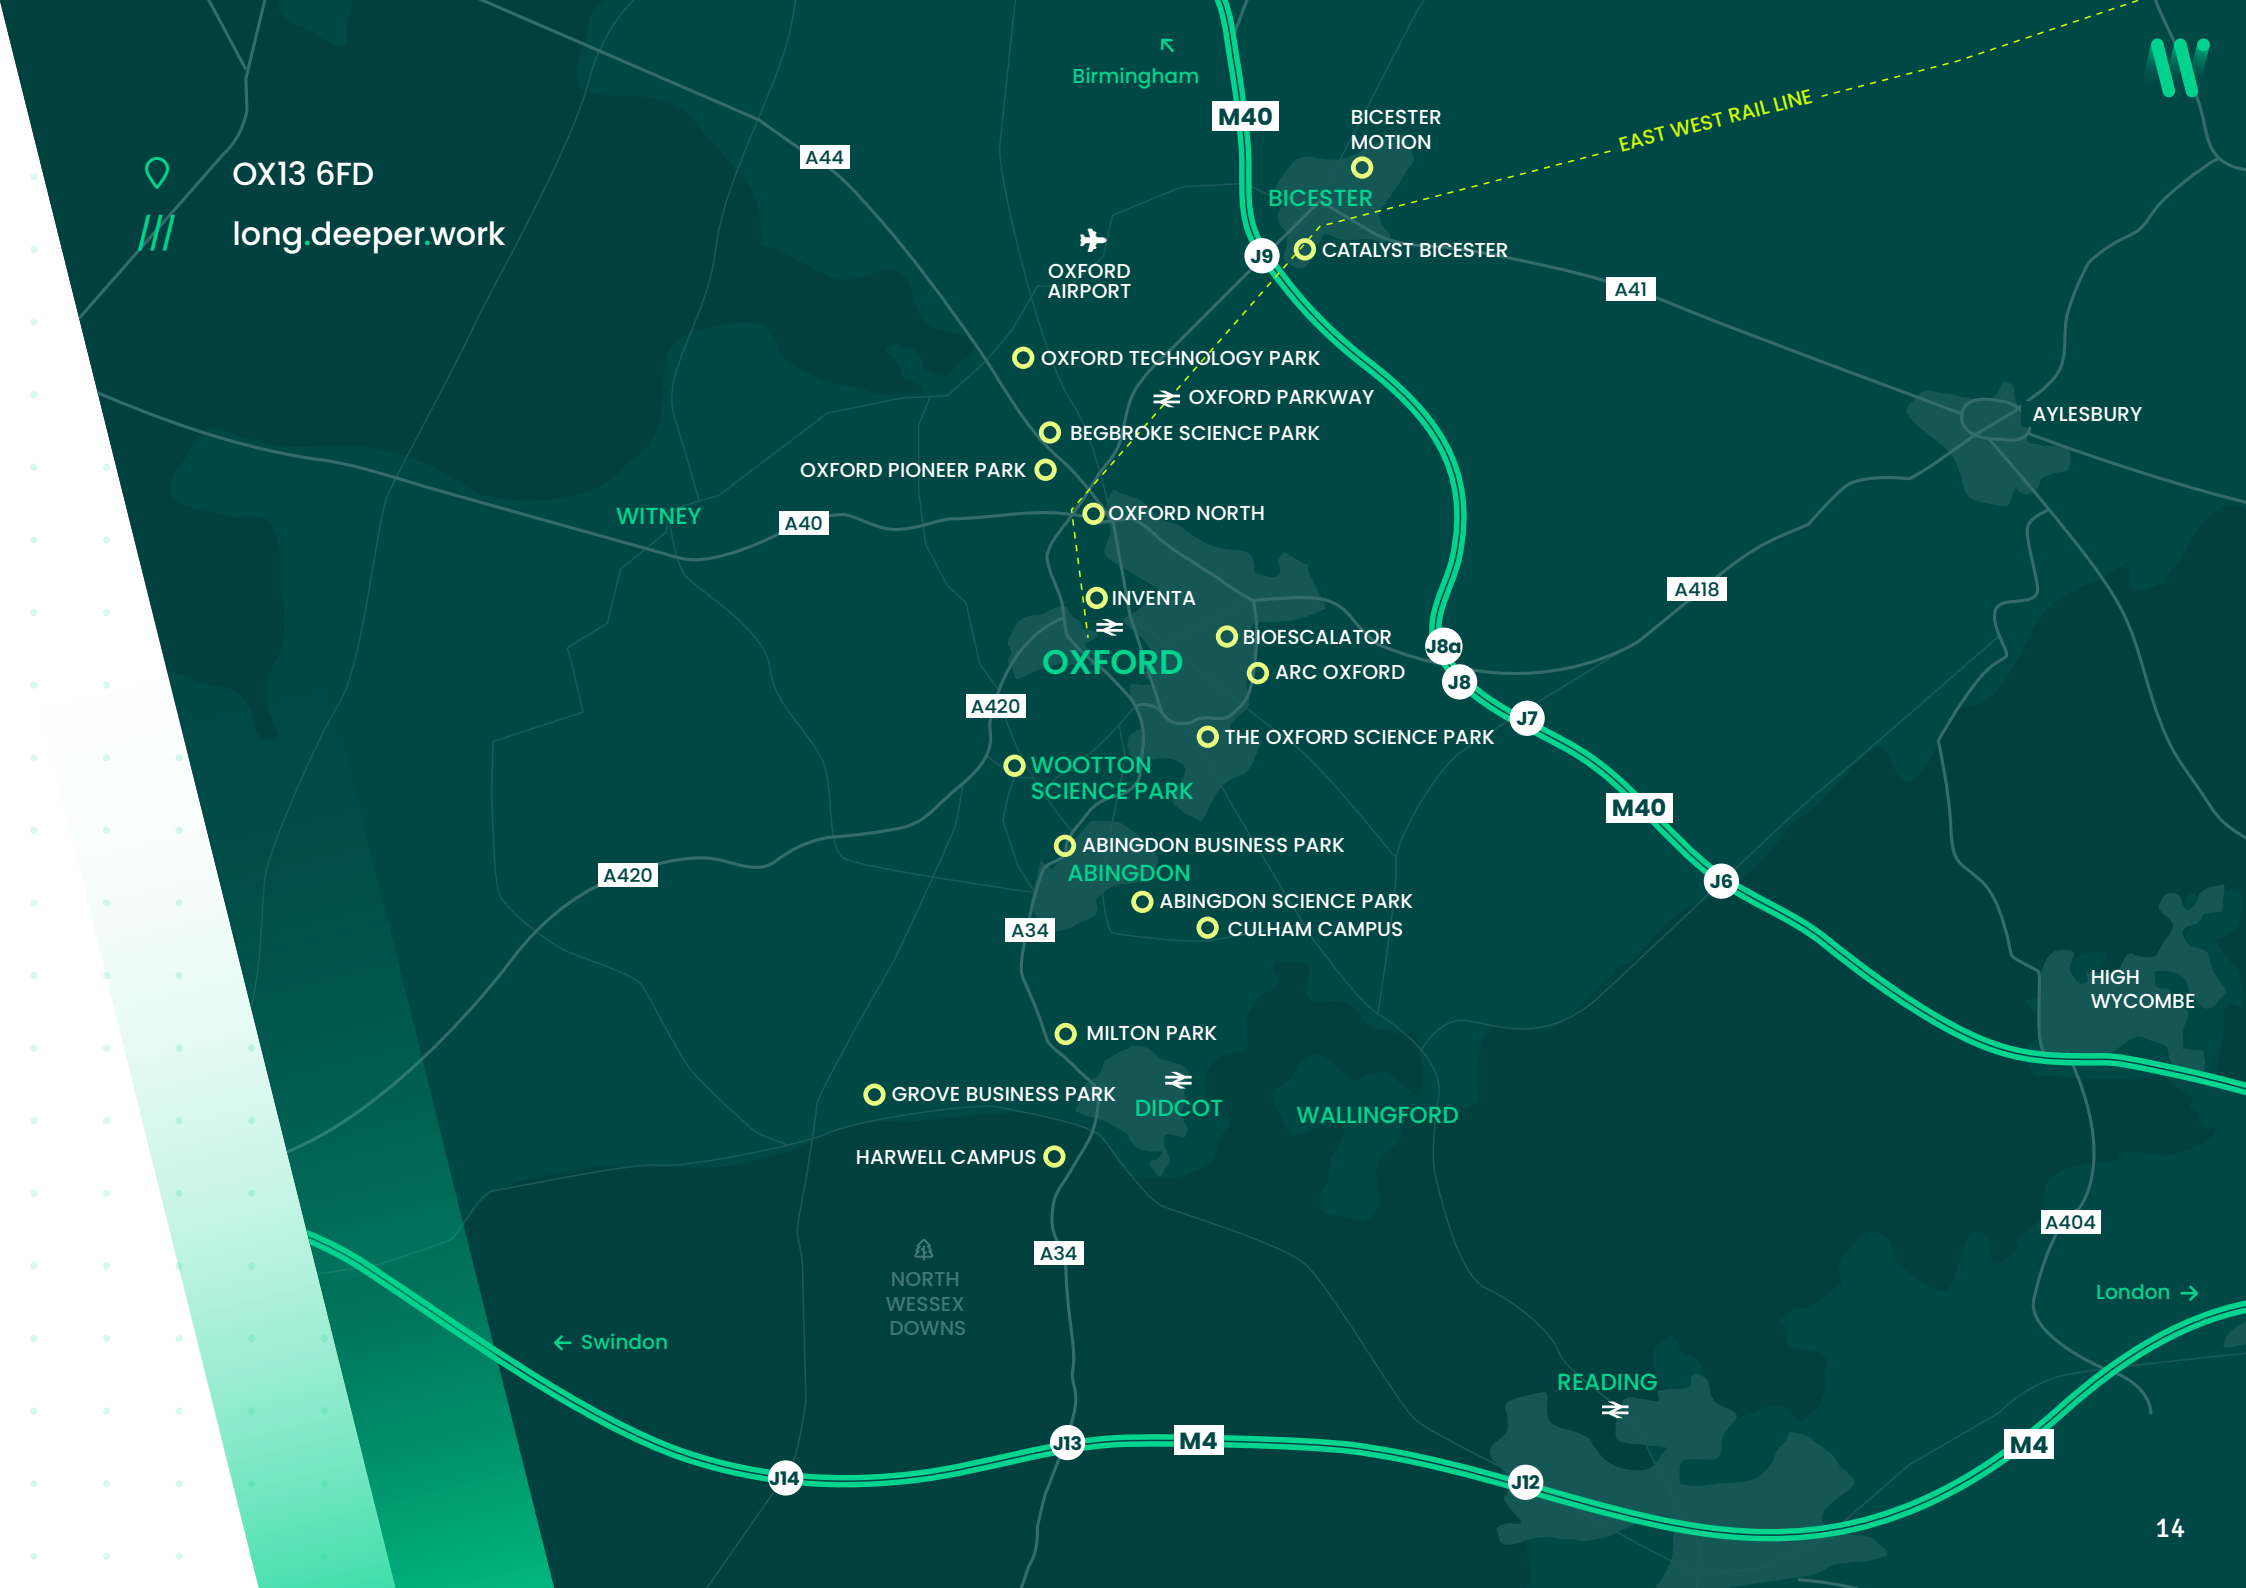 Birmingham
M40
BICESTER
MOTION
EAST WEST RAIL LINE
A44
OX13 6FD
long.deeper.work
BICESTER
OXFORD
AIRPORT
J9
CATALYST BICESTER
A41
OXFORD TECHNOLOGY PARK
OXFORD PARKWAY
AYLESBURY
BEGBROKE SCIENCE PARK
OXFORD PIONEER PARK
WITNEY
A40
OXFORD NORTH
A418
INVENTA
BIOESCALATOR
J8a
OXFORD
ARC OXFORD
J8
A420
J7
THE OXFORD SCIENCE PARK
WOOTTON
SCIENCE PARK
M40
ABINGDON BUSINESS PARK
A420
ABINGDON
J6
ABINGDON SCIENCE PARK
A34
CULHAM CAMPUS
HIGH
WYCOMBE
MILTON PARK
GROVE BUSINESS PARK
DIDCOT
WALLINGFORD
HARWELL CAMPUS
A404
A34
NORTH
WESSEX
DOWNS
London
Swindon
READING
J13
M4
M4
J14
J12
14